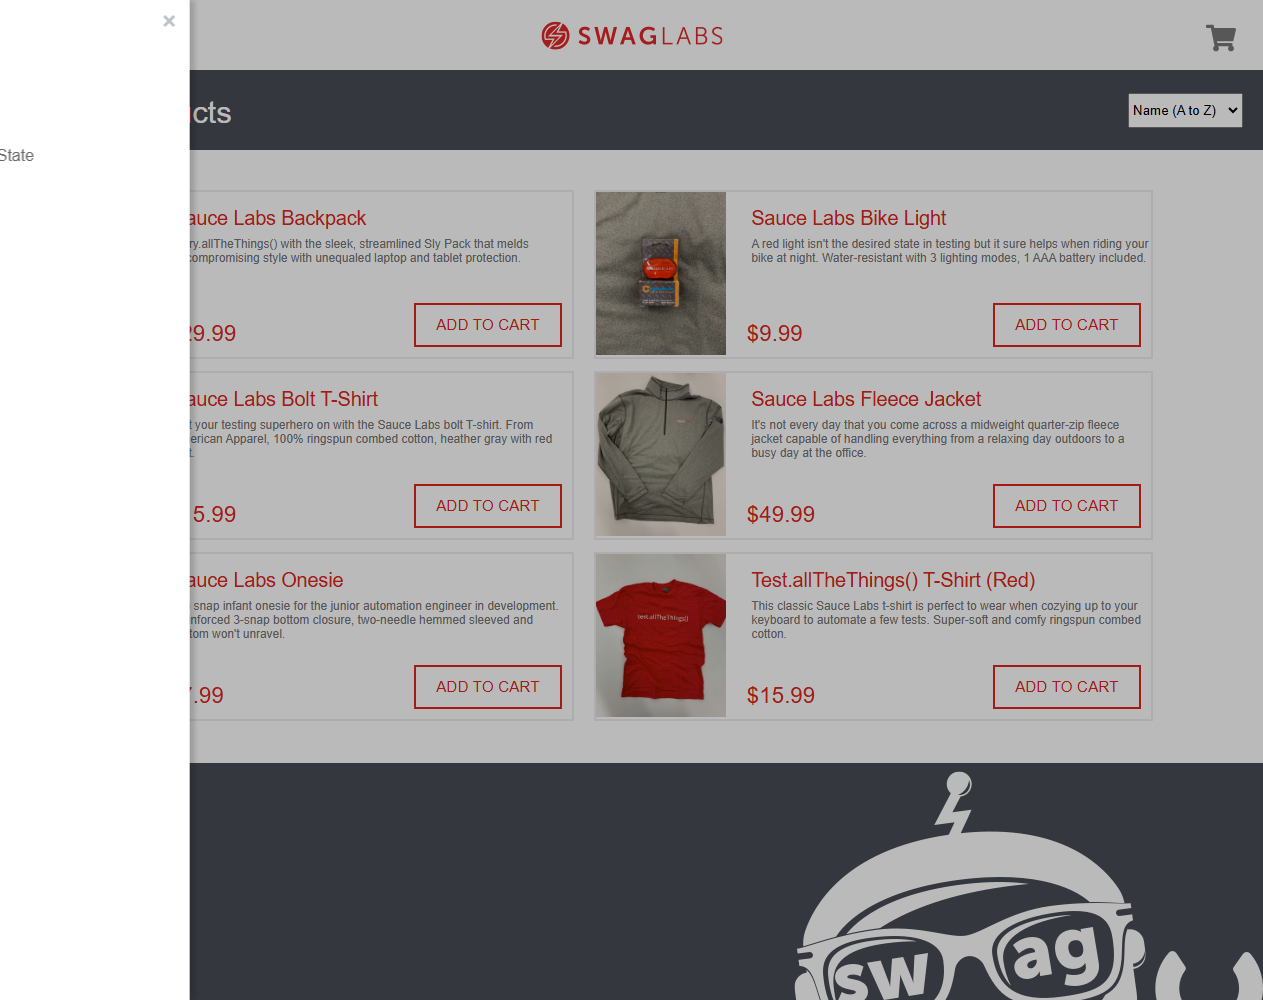 ×
SWAGLABS
cts
Name (A to Z)
State
auce Labs Backpack
ry.allTheThings() with the sleek, streamlined Sly Pack that melds
compromising style with unequaled laptop and tablet protection.
29.99
ADD TO CART
Sauce Labs Bike Light
A red light isn't the desired state in testing but it sure helps when riding your
bike at night. Water-resistant with 3 lighting modes, 1 AAA battery included.
$9.99
ADD TO CART
auce Labs Bolt T-Shirt
t your testing superhero on with the Sauce Labs bolt T-shirt. From
erican Apparel, 100% ringspun combed cotton, heather gray with red
t.
5.99
ADD TO CART
Sauce Labs Fleece Jacket
It's not every day that you come across a midweight quarter-zip fleece
jacket capable of handling everything from a relaxing day outdoors to a
busy day at the office.
$49.99
ADD TO CART
auce Labs Onesie
snap infant onesie for the junior automation engineer in development.
inforced 3-snap bottom closure, two-needle hemmed sleeved and
tom won't unravel.
7.99
ADD TO CART
test.allTheThings()
Test.allTheThings() T-Shirt (Red)
This classic Sauce Labs t-shirt is perfect to wear when cozying up to your
keyboard to automate a few tests. Super-soft and comfy ringspun combed
cotton.
$15.99
ADD TO CART
swag